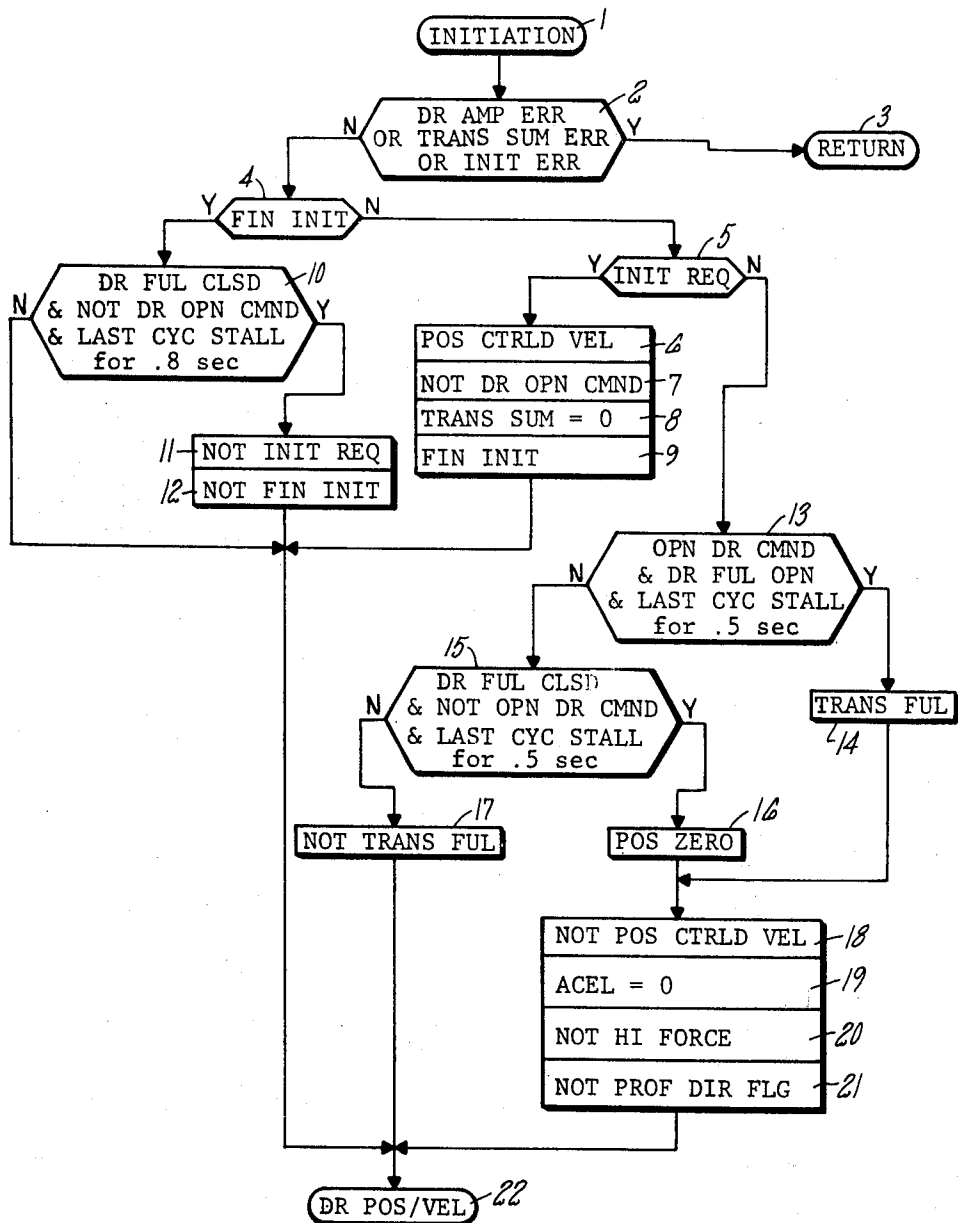 INITIATION
1
DR AMP ERR
OR TRANS SUM ERR
OR INIT ERR
2
N
Y
RETURN
3
FIN INIT
4
Y
N
INIT REQ
5
Y
N
DR FUL CLSD
& NOT DR OPN CMND
& LAST CYC STALL
for .8 sec
10
N
Y
POS CTRLD VEL
6
NOT DR OPN CMND
7
TRANS SUM = 0
8
FIN INIT
9
11
NOT INIT REQ
12
NOT FIN INIT
OPN DR CMND
& DR FUL OPN
& LAST CYC STALL
for .5 sec
13
N
Y
15
DR FUL CLSD
& NOT OPN DR CMND
& LAST CYC STALL
for .5 sec
N
Y
TRANS FUL
14
NOT TRANS FUL
17
POS ZERO
16
NOT POS CTRLD VEL
18
ACEL = 0
19
NOT HI FORCE
20
NOT PROF DIR FLG
21
DR POS/VEL
22